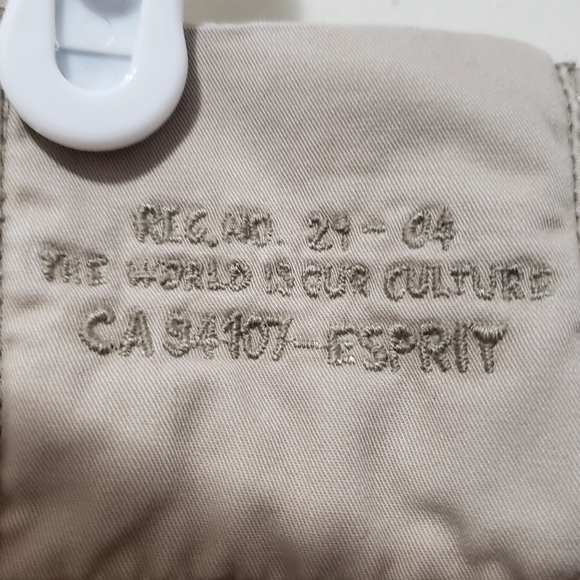 REG.NO. 29-04
THE WORLD IS OUR CULTURE
CA 94107-ESPRIT